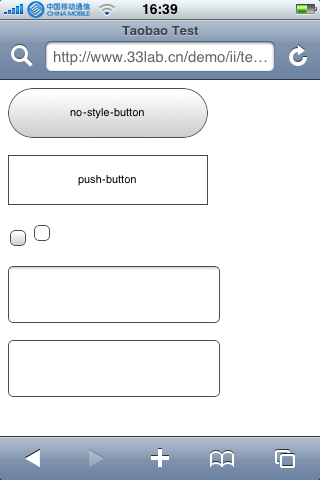 中国移动通信
CHINA MOBILE
16:39
Taobao Test
http://www.33lab.cn/demo/ii/te...
no-style-button
push-button